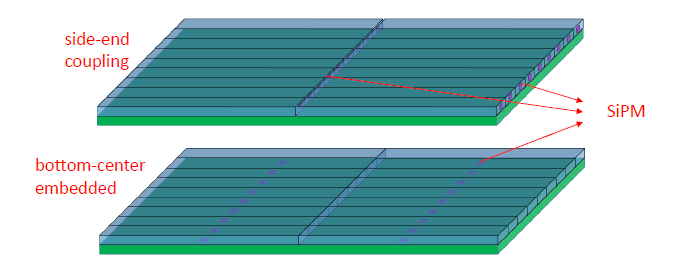 side-end
coupling
SiPM
bottom-center
embedded